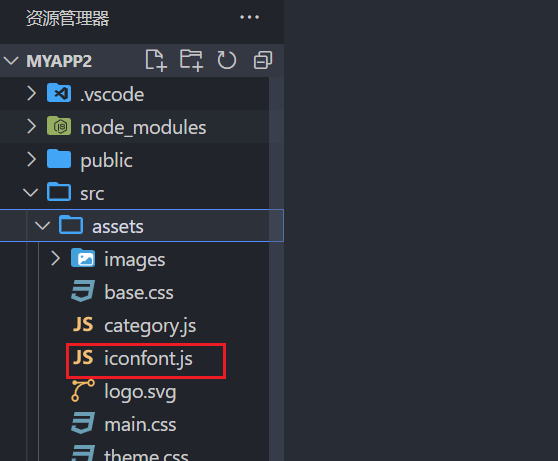 资源管理器 ···
MYAPP2
.vscode
node_modules
public
src
assets
images
base.css
JS category.js
JS iconfont.js
logo.svg
main.css
theme.css